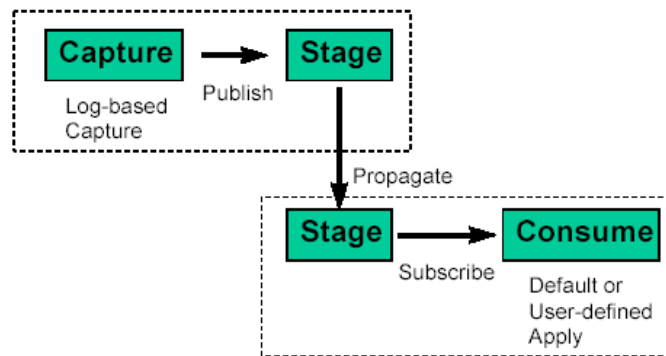 Capture
Stage
Publish
Log-based
Capture
Propagate
Stage
Consume
Subscribe
Default or
User-defined
Apply